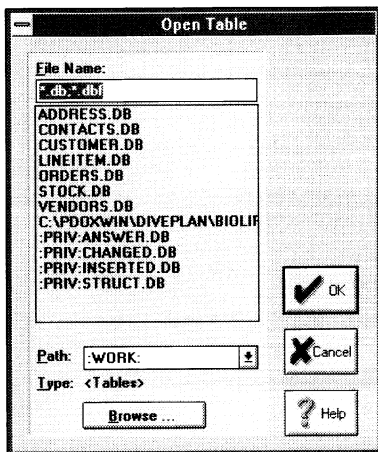 Open Table
File Name:
*.db;*.dbf
ADDRESS.DB
CONTACTS.DB
CUSTOMER.DB
LINEITEM.DB
ORDERS.DB
STOCK.DB
VENDORS.DB
C:\PDOXWIN\DIVEPLAN\BIOLIF
:PRIV:ANSWER.DB
:PRIV:CHANGED.DB
:PRIV:INSERTED.DB
:PRIV:STRUCT.DB
OK
Path: :WORK:
Cancel
Type: <Tables>
Browse ...
? Help